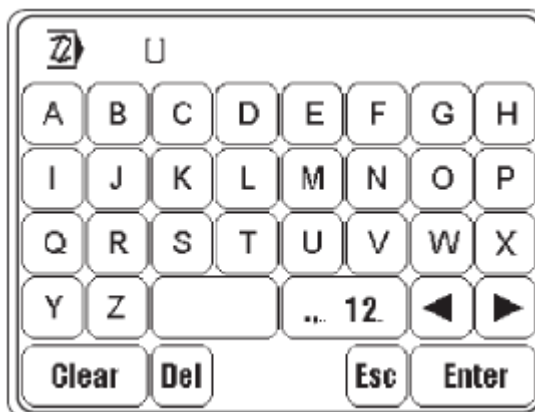 A B C D E F G H
I J K L M N O P
Q R S T U V W X
Y Z ., 12 ◀ ▶
Clear Del Esc Enter